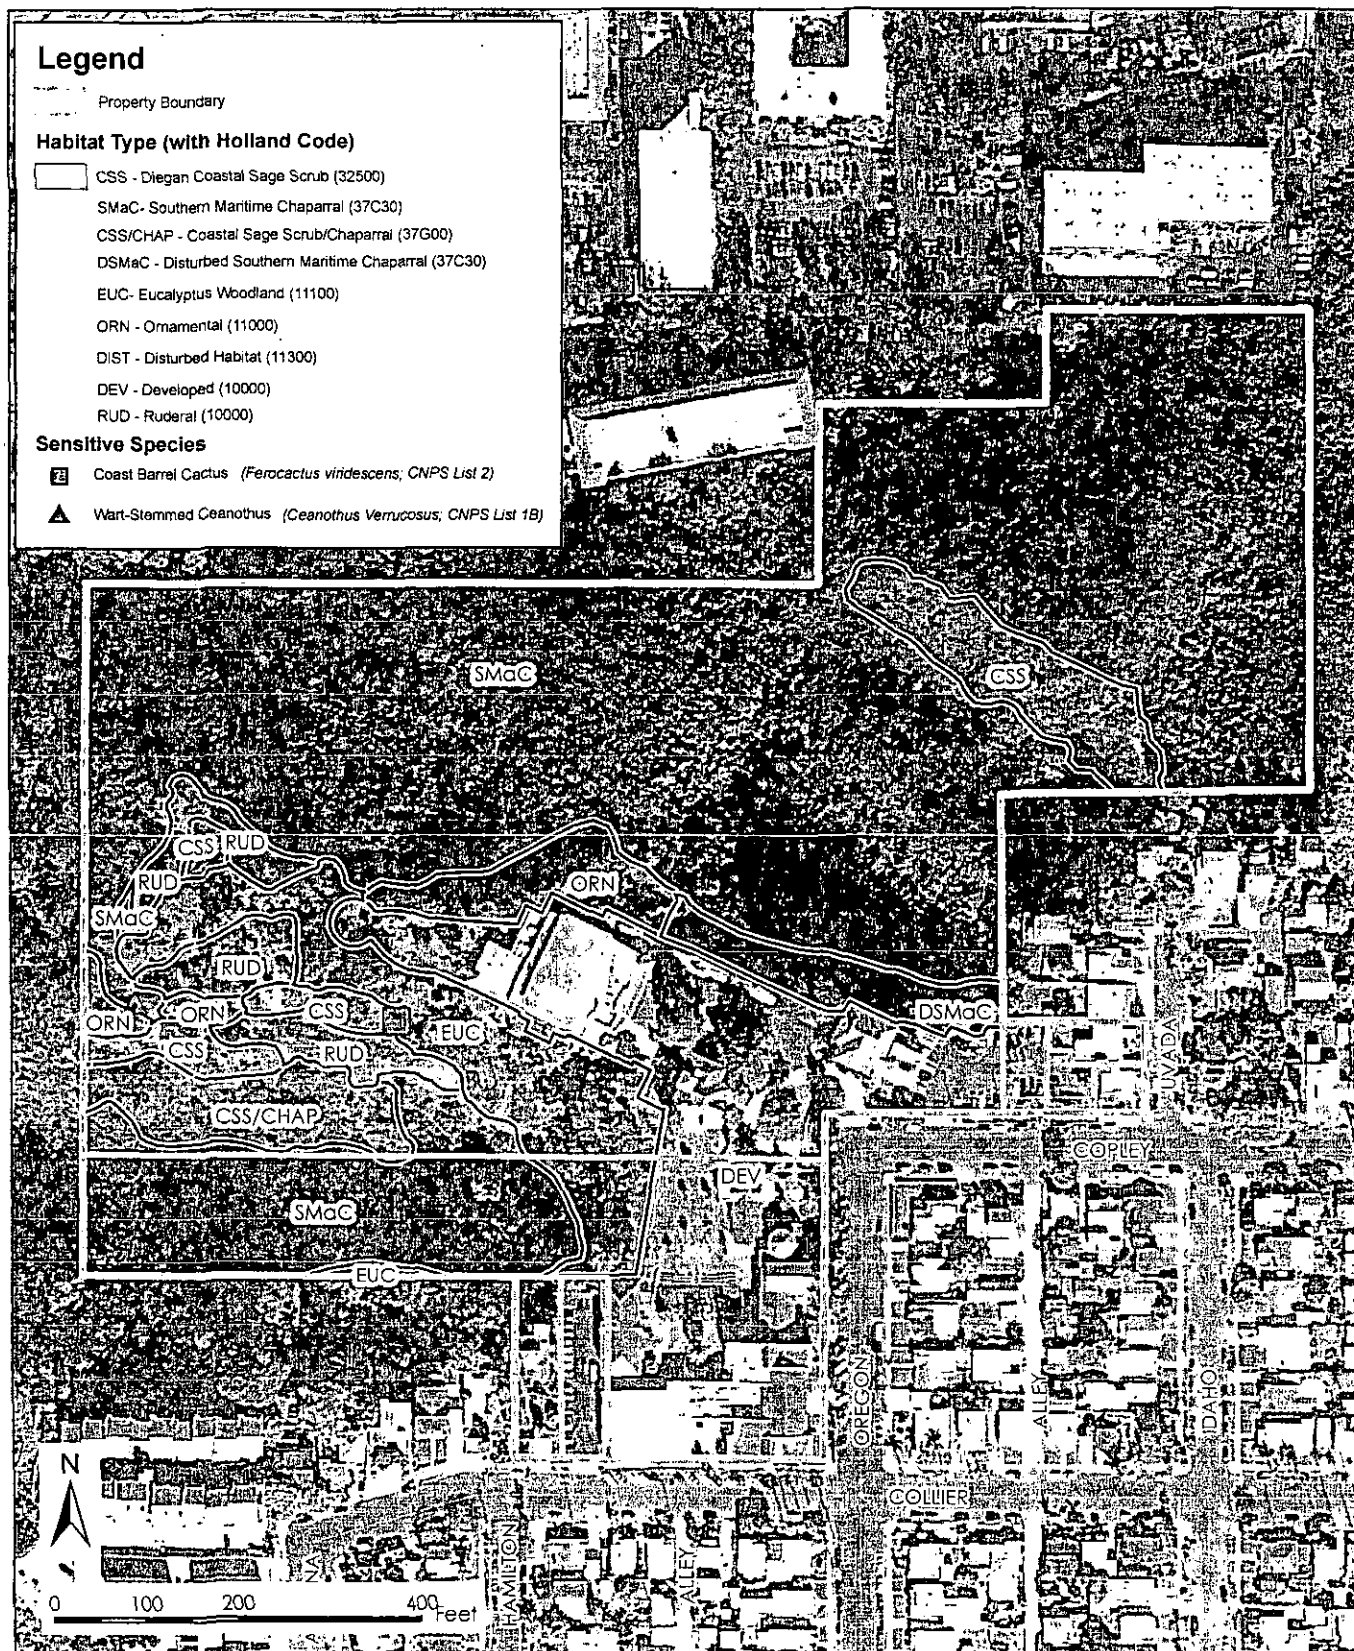 Legend
Property Boundary
Habitat Type (with Holland Code)
CSS - Diegan Coastal Sage Scrub (32500)
SMaC- Southern Maritime Chaparral (37C30)
CSS/CHAP - Coastal Sage Scrub/Chaparral (37G00)
DSMaC - Disturbed Southern Maritime Chaparral (37C30)
EUC- Eucalyptus Woodland (11100)
ORN - Ornamental (11000)
DIST - Disturbed Habitat (11300)
DEV - Developed (10000)
RUD - Ruderal (10000)
Sensitive Species
Coast Barrel Cactus (Ferocactus viridescens; CNPS List 2)
Wart-Stemmed Ceanothus (Ceanothus Verrucosus; CNPS List 1B)
SMaC
CSS
CSS RUD
RUD
ORN
SMaC
RUD
ORN
ORN
CSS
EUC
DSMaC
CSS
RUD
UVADA
CSS/CHAP
COPLEY
DEV
SMaC
EUC
OREGON
ALLEY
IDAHO
N
COLLIER
HAMILTON
ALLEY
NA
0 100 200 400 Feet